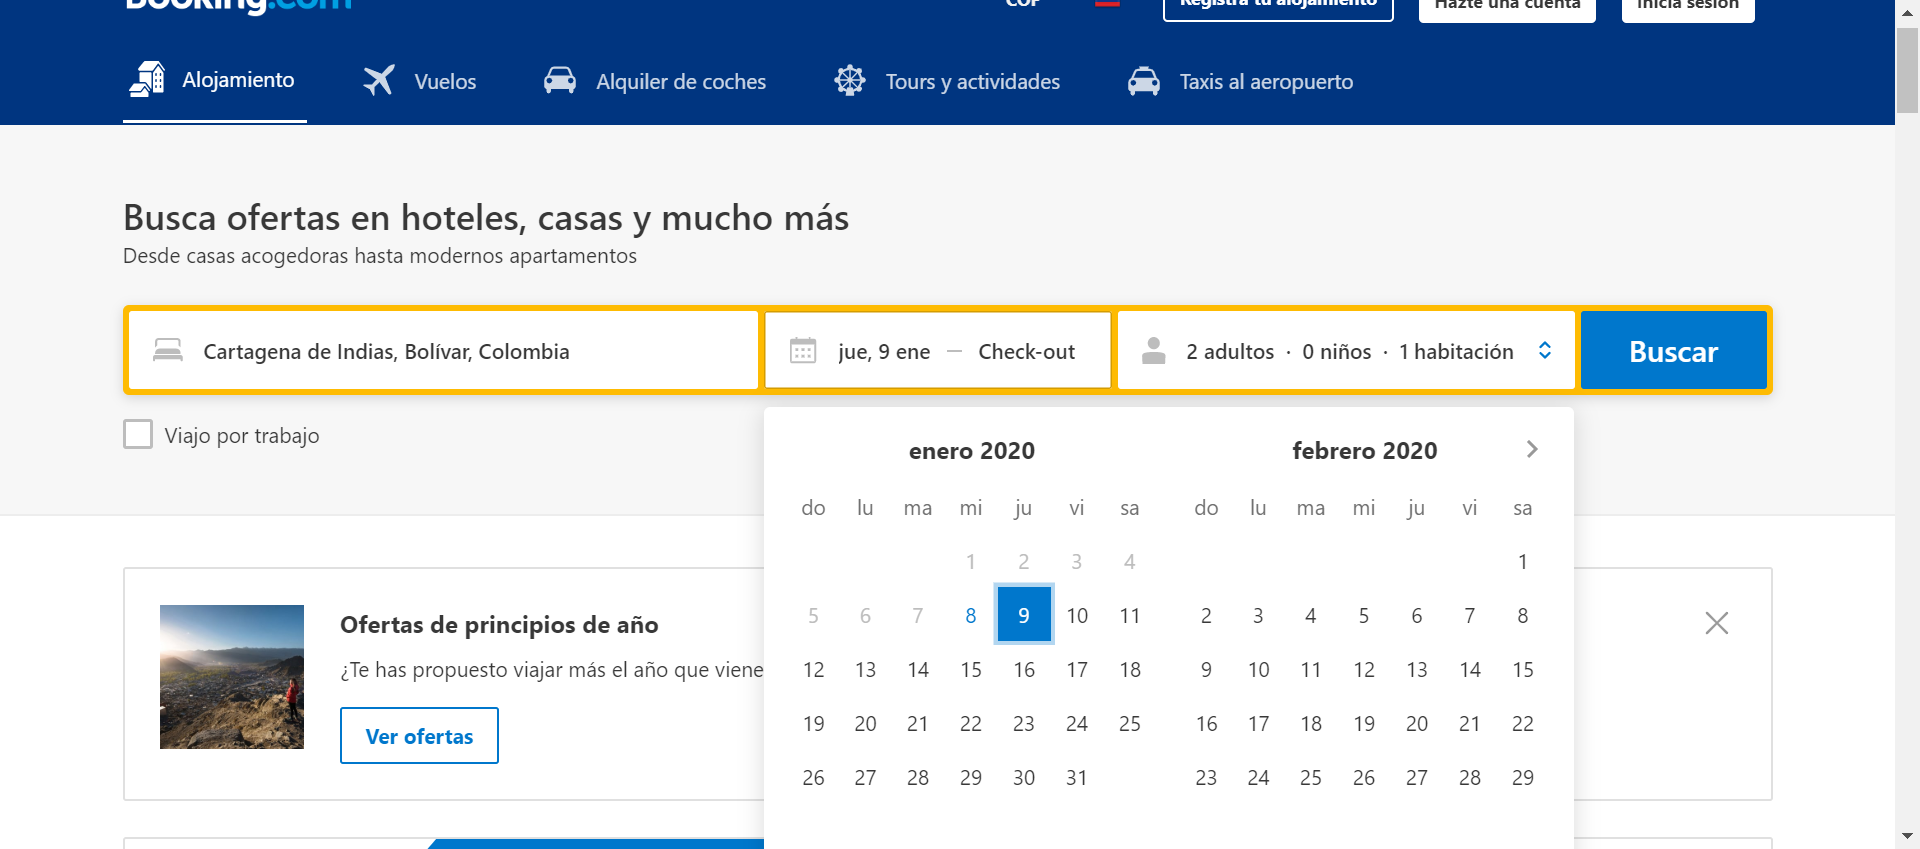 Booking.com
COP
Registra tu alojamiento
Hazte una cuenta
Inicia sesión
Alojamiento
Vuelos
Alquiler de coches
Tours y actividades
Taxis al aeropuerto
Busca ofertas en hoteles, casas y mucho más
Desde casas acogedoras hasta modernos apartamentos
Cartagena de Indias, Bolívar, Colombia
jue, 9 ene — Check-out
2 adultos · 0 niños · 1 habitación
Buscar
Viajo por trabajo
enero 2020
do lu ma mi ju vi sa
1 2 3 4
5 6 7 8 9 10 11
12 13 14 15 16 17 18
19 20 21 22 23 24 25
26 27 28 29 30 31
febrero 2020
do lu ma mi ju vi sa
1
2 3 4 5 6 7 8
9 10 11 12 13 14 15
16 17 18 19 20 21 22
23 24 25 26 27 28 29
Ofertas de principios de año
¿Te has propuesto viajar más el año que viene
Ver ofertas